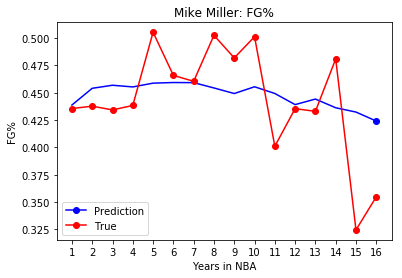 Mike Miller: FG%
0.500
0.475
0.450
0.425
0.400
0.375
0.350
0.325
FG%
Prediction
True
1 2 3 4 5 6 7 8 9 10 11 12 13 14 15 16
Years in NBA